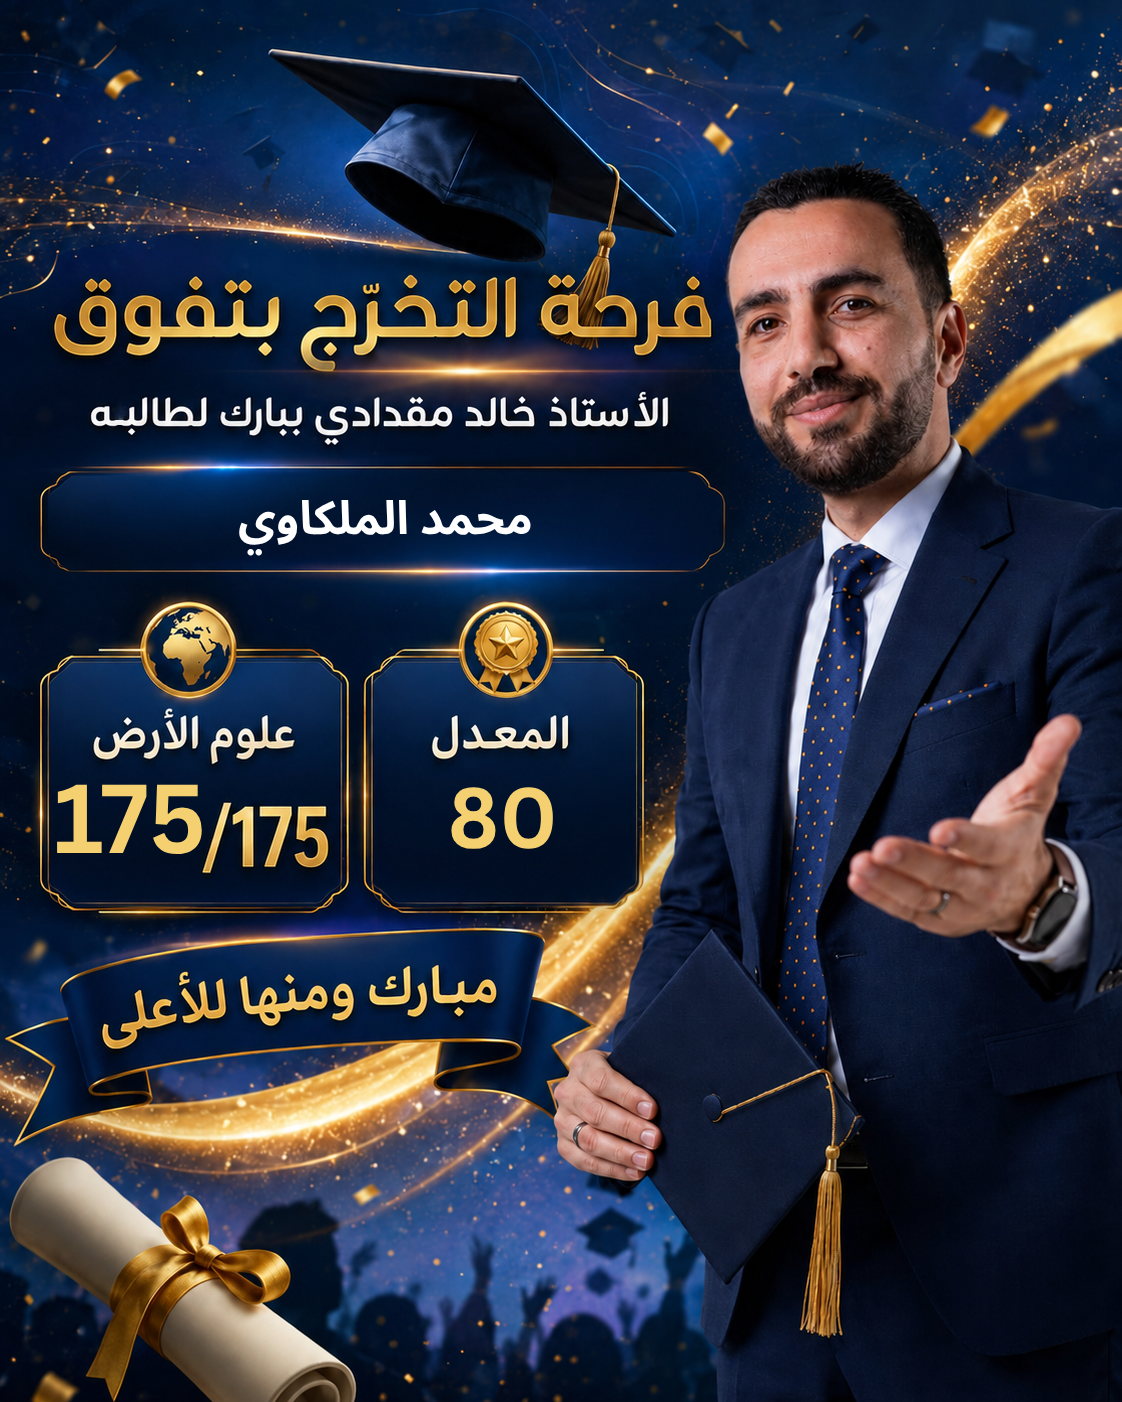 فرحة التخرّج بتفوق
الأستاذ خالد مقدادي يبارك لطالبه
محمد الملكاوي
المعدل
80
علوم الأرض
175/175
مبارك ومنها للأعلى